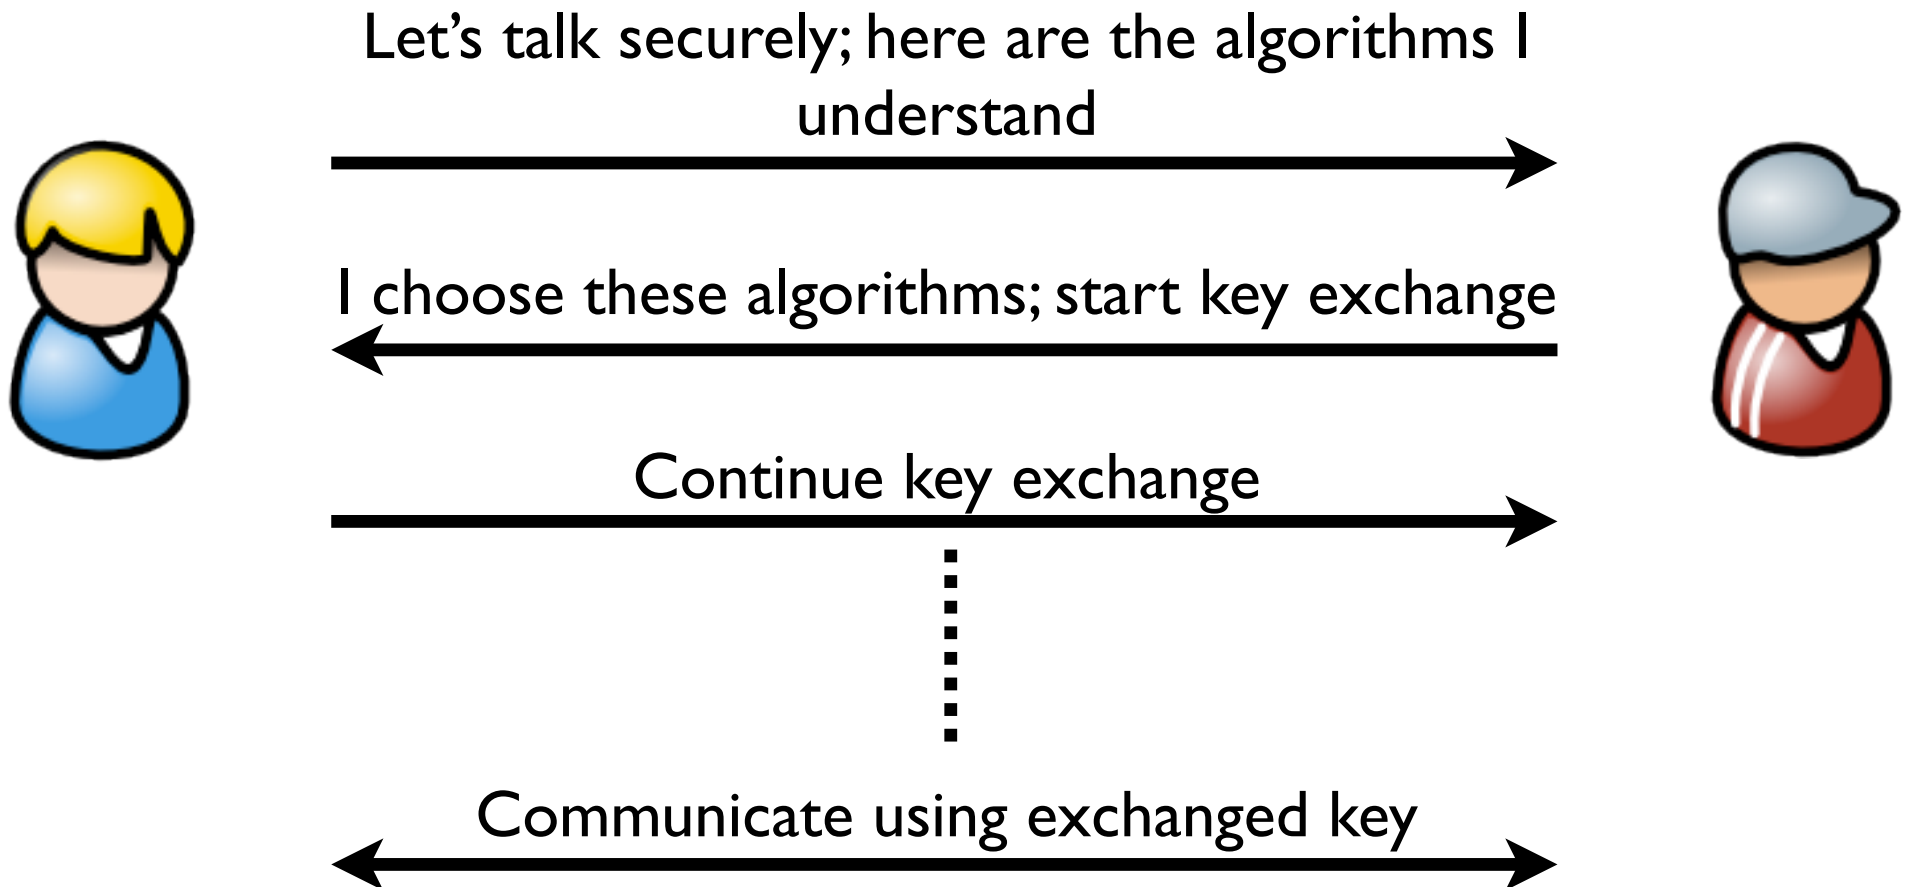 Let’s talk securely; here are the algorithms I
understand
I choose these algorithms; start key exchange
Continue key exchange
Communicate using exchanged key